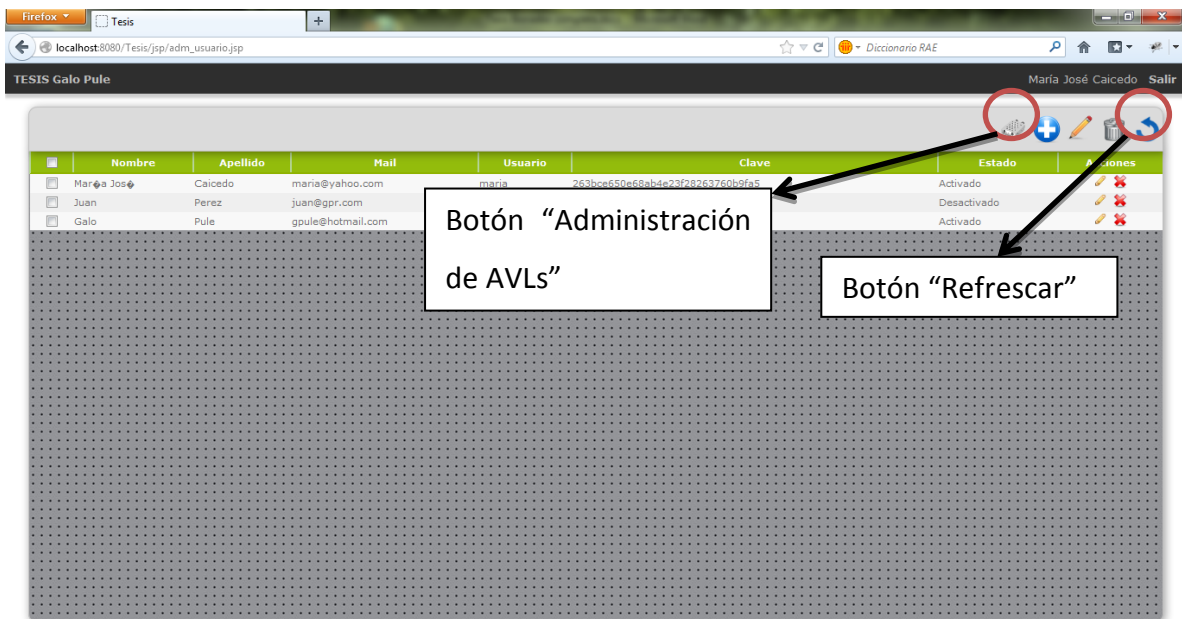 Firefox
Tesis
localhost:8080/Tesis/jsp/adm_usuario.jsp
Diccionario RAE
TESIS Galo Pule
María José Caicedo Salir
Nombre Apellido Mail Usuario Clave Estado Acciones
Mar�a Jos� Caicedo maria@yahoo.com maria 263bce650e68ab4e23f28263760b9fa5 Activado
Juan Perez juan@gpr.com Desactivado
Galo Pule gpule@hotmail.com Activado
Botón “Administración
de AVLs”
Botón “Refrescar”